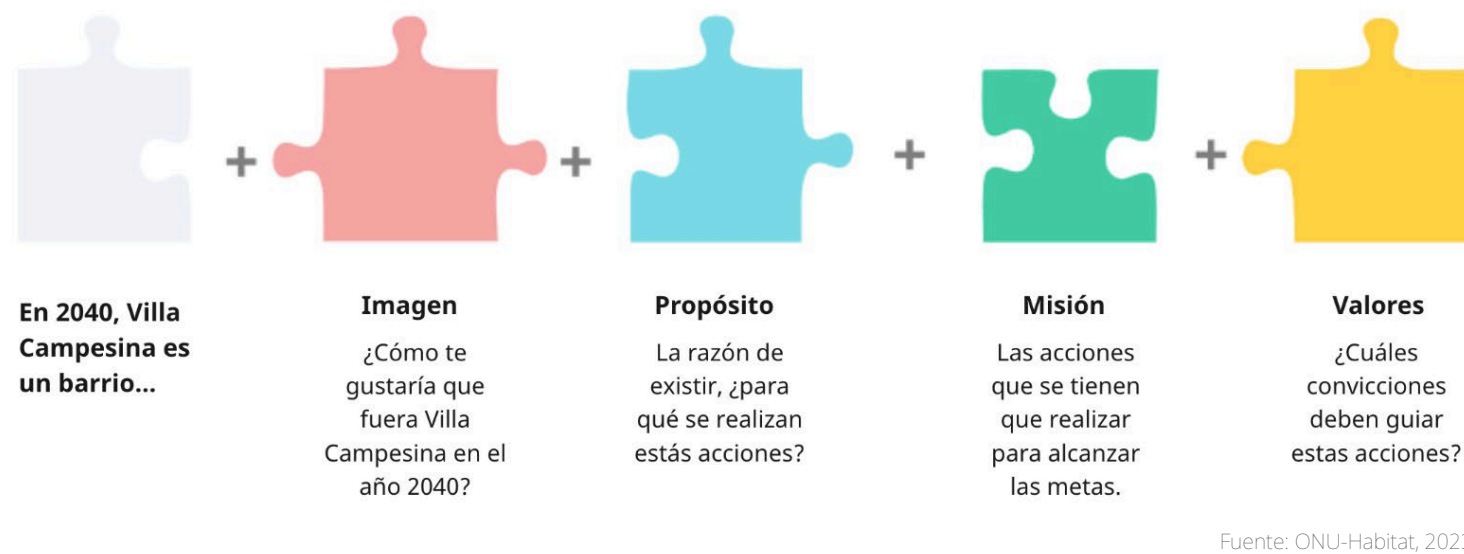 En 2040, Villa
Campesina es
un barrio...
Imagen
¿Cómo te
gustaría que
fuera Villa
Campesina en el
año 2040?
Propósito
La razón de
existir, ¿para
qué se realizan
estás acciones?
Misión
Las acciones
que se tienen
que realizar
para alcanzar
las metas.
Valores
¿Cuáles
convicciones
deben guiar
estas acciones?
Fuente: ONU-Habitat,